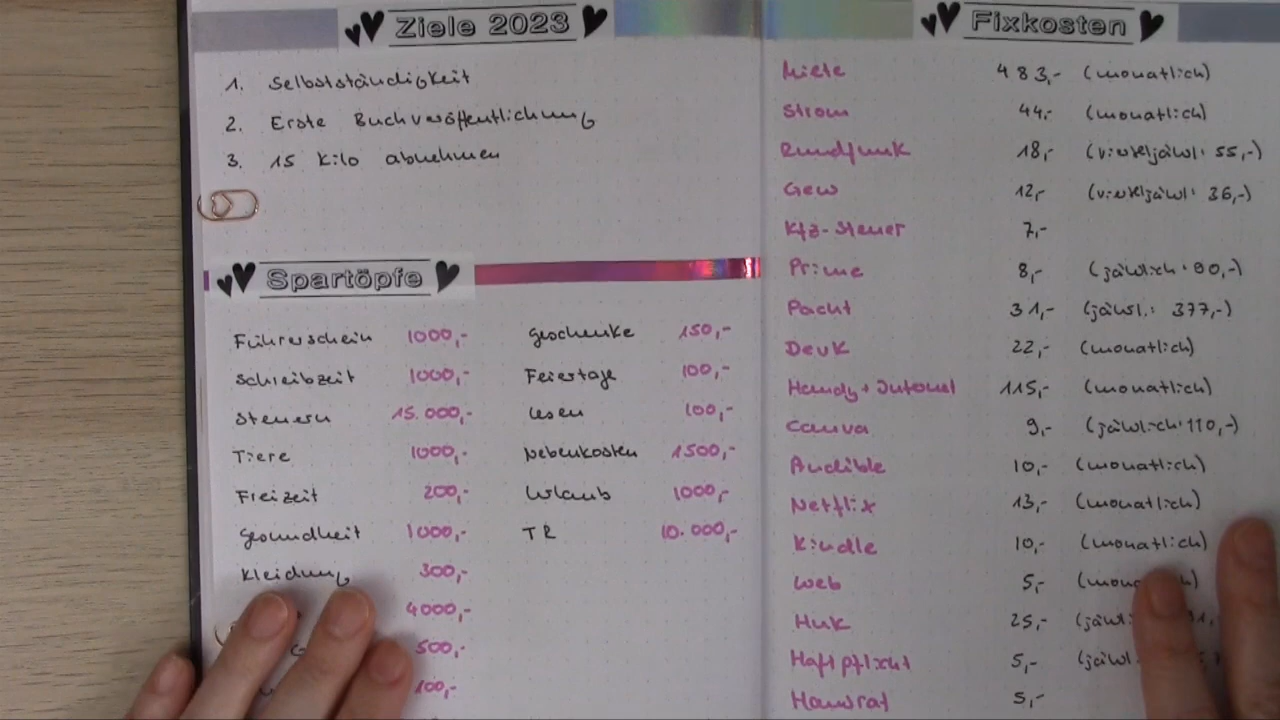 Ziele 2023
1. Selbstständigkeit
2. Erste Buchveröffentlichung
3. 15 Kilo abnehmen
Spartöpfe
Führerschein 1000,-
Schreibzeit 1000,-
Steuern 15.000,-
Tiere 1000,-
Freizeit 200,-
Gesundheit 1000,-
Kleidung 300,-
4000,-
500,-
100,-
Geschenke 150,-
Feiertage 100,-
Lesen 100,-
Nebenkosten 1500,-
Urlaub 1000,-
TR 10.000,-
Fixkosten
Miete 483,- (monatlich)
Strom 44,- (monatlich)
Rundfunk 18,- (vierteljährl. 55,-)
Gew 12,- (vierteljährl. 36,-)
Kfz-Steuer 7,-
Prime 8,- (jährlich 90,-)
Pacht 31,- (jährl.: 377,-)
Devk 22,- (monatlich)
Handy + Internet 115,- (monatlich)
Canva 9,- (jährlich 110,-)
Audible 10,- (monatlich)
Netflix 13,- (monatlich)
Kindle 10,- (monatlich)
Web 5,-
Huk 25,- (jährl.
Haftpflicht 5,- (jährl.
Hausrat 5,-